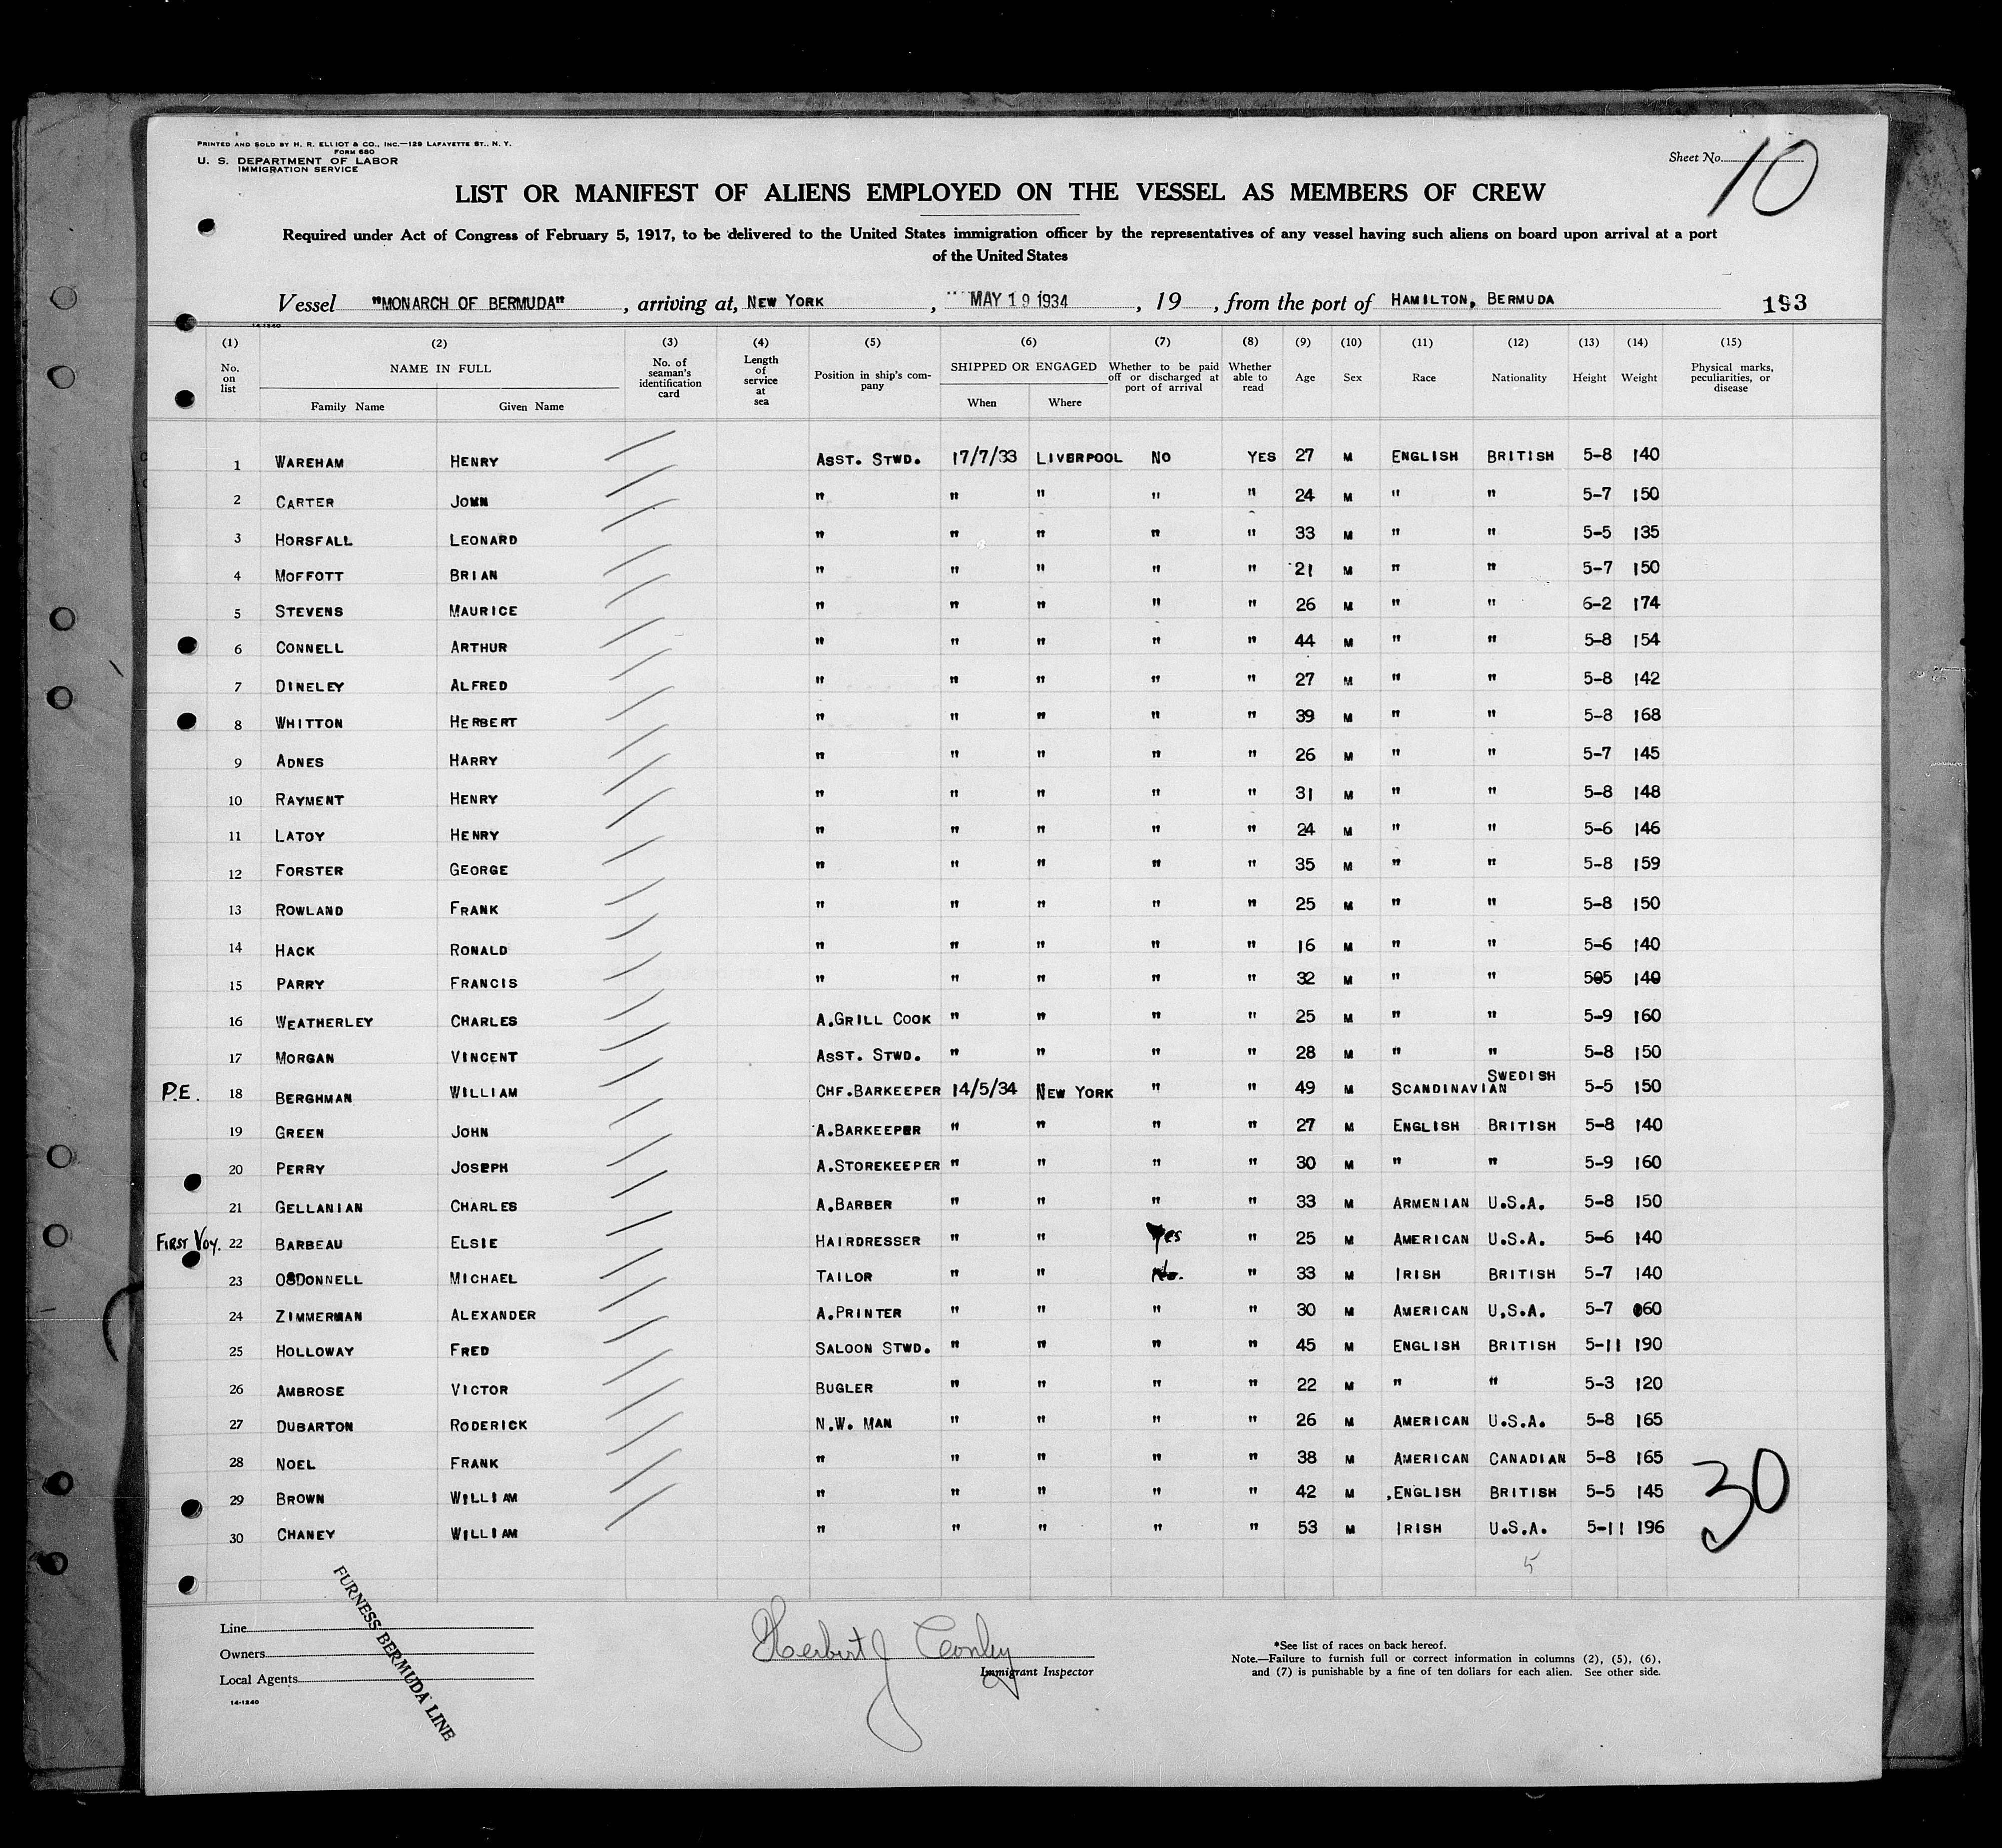 PRINTED AND SOLD BY H. R. ELLIOT & CO., INC.—129 LAFAYETTE ST., N. Y.
FORM 680
U. S. DEPARTMENT OF LABOR
IMMIGRATION SERVICE
Sheet No. 10
LIST OR MANIFEST OF ALIENS EMPLOYED ON THE VESSEL AS MEMBERS OF CREW
Required under Act of Congress of February 5, 1917, to be delivered to the United States immigration officer by the representatives of any vessel having such aliens on board upon arrival at a port
of the United States
Vessel "MONARCH OF BERMUDA", arriving at, NEW YORK, MAY 19 1934, 19, from the port of HAMILTON, BERMUDA 193
14-1240
(1) (2) (3) (4) (5) (6) (7) (8) (9) (10) (11) (12) (13) (14) (15)
No. on list NAME IN FULL Family Name Given Name No. of seaman's identification card Length of service at sea Position in ship's company SHIPPED OR ENGAGED When Where Whether to be paid off or discharged at port of arrival Whether able to read Age Sex Race Nationality Height Weight Physical marks, peculiarities, or disease
1 WAREHAM HENRY ASST. STWD. 17/7/33 LIVERPOOL NO YES 27 M ENGLISH BRITISH 5-8 140
2 CARTER JOHN " " " " " 24 M " " 5-7 150
3 HORSFALL LEONARD " " " " " 33 M " " 5-5 135
4 MOFFOTT BRIAN " " " " " 21 M " " 5-7 150
5 STEVENS MAURICE " " " " " 26 M " " 6-2 174
6 CONNELL ARTHUR " " " " " 44 M " " 5-8 154
7 DINELEY ALFRED " " " " " 27 M " " 5-8 142
8 WHITTON HERBERT " " " " " 39 M " " 5-8 168
9 ADNES HARRY " " " " " 26 M " " 5-7 145
10 RAYMENT HENRY " " " " " 31 M " " 5-8 148
11 LATOY HENRY " " " " " 24 M " " 5-6 146
12 FORSTER GEORGE " " " " " 35 M " " 5-8 159
13 ROWLAND FRANK " " " " " 25 M " " 5-8 150
14 HACK RONALD " " " " " 16 M " " 5-6 140
15 PARRY FRANCIS " " " " " 32 M " " 505 140
16 WEATHERLEY CHARLES A.GRILL COOK " " " " 25 M " " 5-9 160
17 MORGAN VINCENT ASST. STWD. " " " " 28 M " " 5-8 150
P.E. 18 BERGHMAN WILLIAM CHF.BARKEEPER 14/5/34 NEW YORK " " 49 M SCANDINAVIAN SWEDISH 5-5 150
19 GREEN JOHN A.BARKEEPER " " " " 27 M ENGLISH BRITISH 5-8 140
20 PERRY JOSEPH A.STOREKEEPER " " " " 30 M " " 5-9 160
21 GELLANIAN CHARLES A.BARBER " " " " 33 M ARMENIAN U.S.A. 5-8 150
FIRST VOY. 22 BARBEAU ELSIE HAIRDRESSER " " Yes " 25 M AMERICAN U.S.A. 5-6 140
23 O'DONNELL MICHAEL TAILOR " " No. " 33 M IRISH BRITISH 5-7 140
24 ZIMMERMAN ALEXANDER A.PRINTER " " " " 30 M AMERICAN U.S.A. 5-7 60
25 HOLLOWAY FRED SALOON STWD. " " " " 45 M ENGLISH BRITISH 5-11 190
26 AMBROSE VICTOR BUGLER " " " " 22 M " " 5-3 120
27 DUBARTON RODERICK N.W. MAN " " " " 26 M AMERICAN U.S.A. 5-8 165
28 NOEL FRANK " " " " " 38 M AMERICAN CANADIAN 5-8 165
29 BROWN WILLIAM " " " " " 42 M ENGLISH BRITISH 5-5 145
30 CHANEY WILLIAM " " " " " 53 M IRISH U.S.A. 5-11 196
30
5
Line
Owners
Local Agents
14-1240
FURNESS BERMUDA LINE
Herbert J Conley
Immigrant Inspector
*See list of races on back hereof.
Note.—Failure to furnish full or correct information in columns (2), (5), (6),
and (7) is punishable by a fine of ten dollars for each alien. See other side.